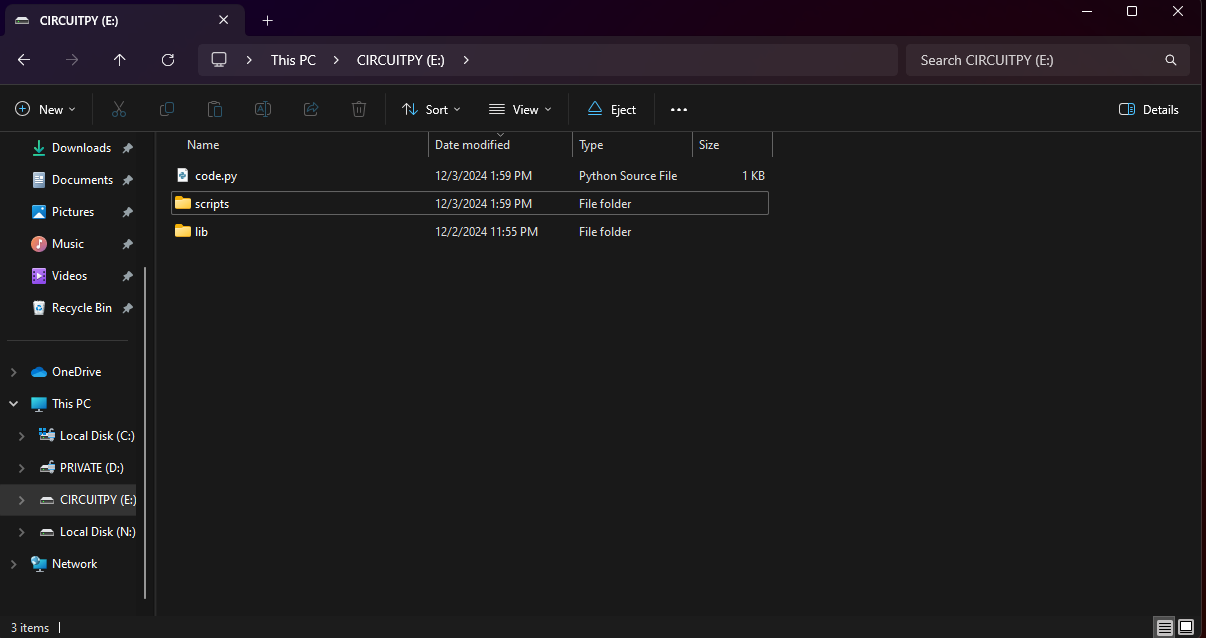 CIRCUITPY (E:)
This PC CIRCUITPY (E:)
Search CIRCUITPY (E:)
New
Sort
View
Eject
Details
Downloads
Documents
Pictures
Music
Videos
Recycle Bin
OneDrive
This PC
Local Disk (C:)
PRIVATE (D:)
CIRCUITPY (E:)
Local Disk (N:)
Network
Name Date modified Type Size
code.py 12/3/2024 1:59 PM Python Source File 1 KB
scripts 12/3/2024 1:59 PM File folder
lib 12/2/2024 11:55 PM File folder
3 items